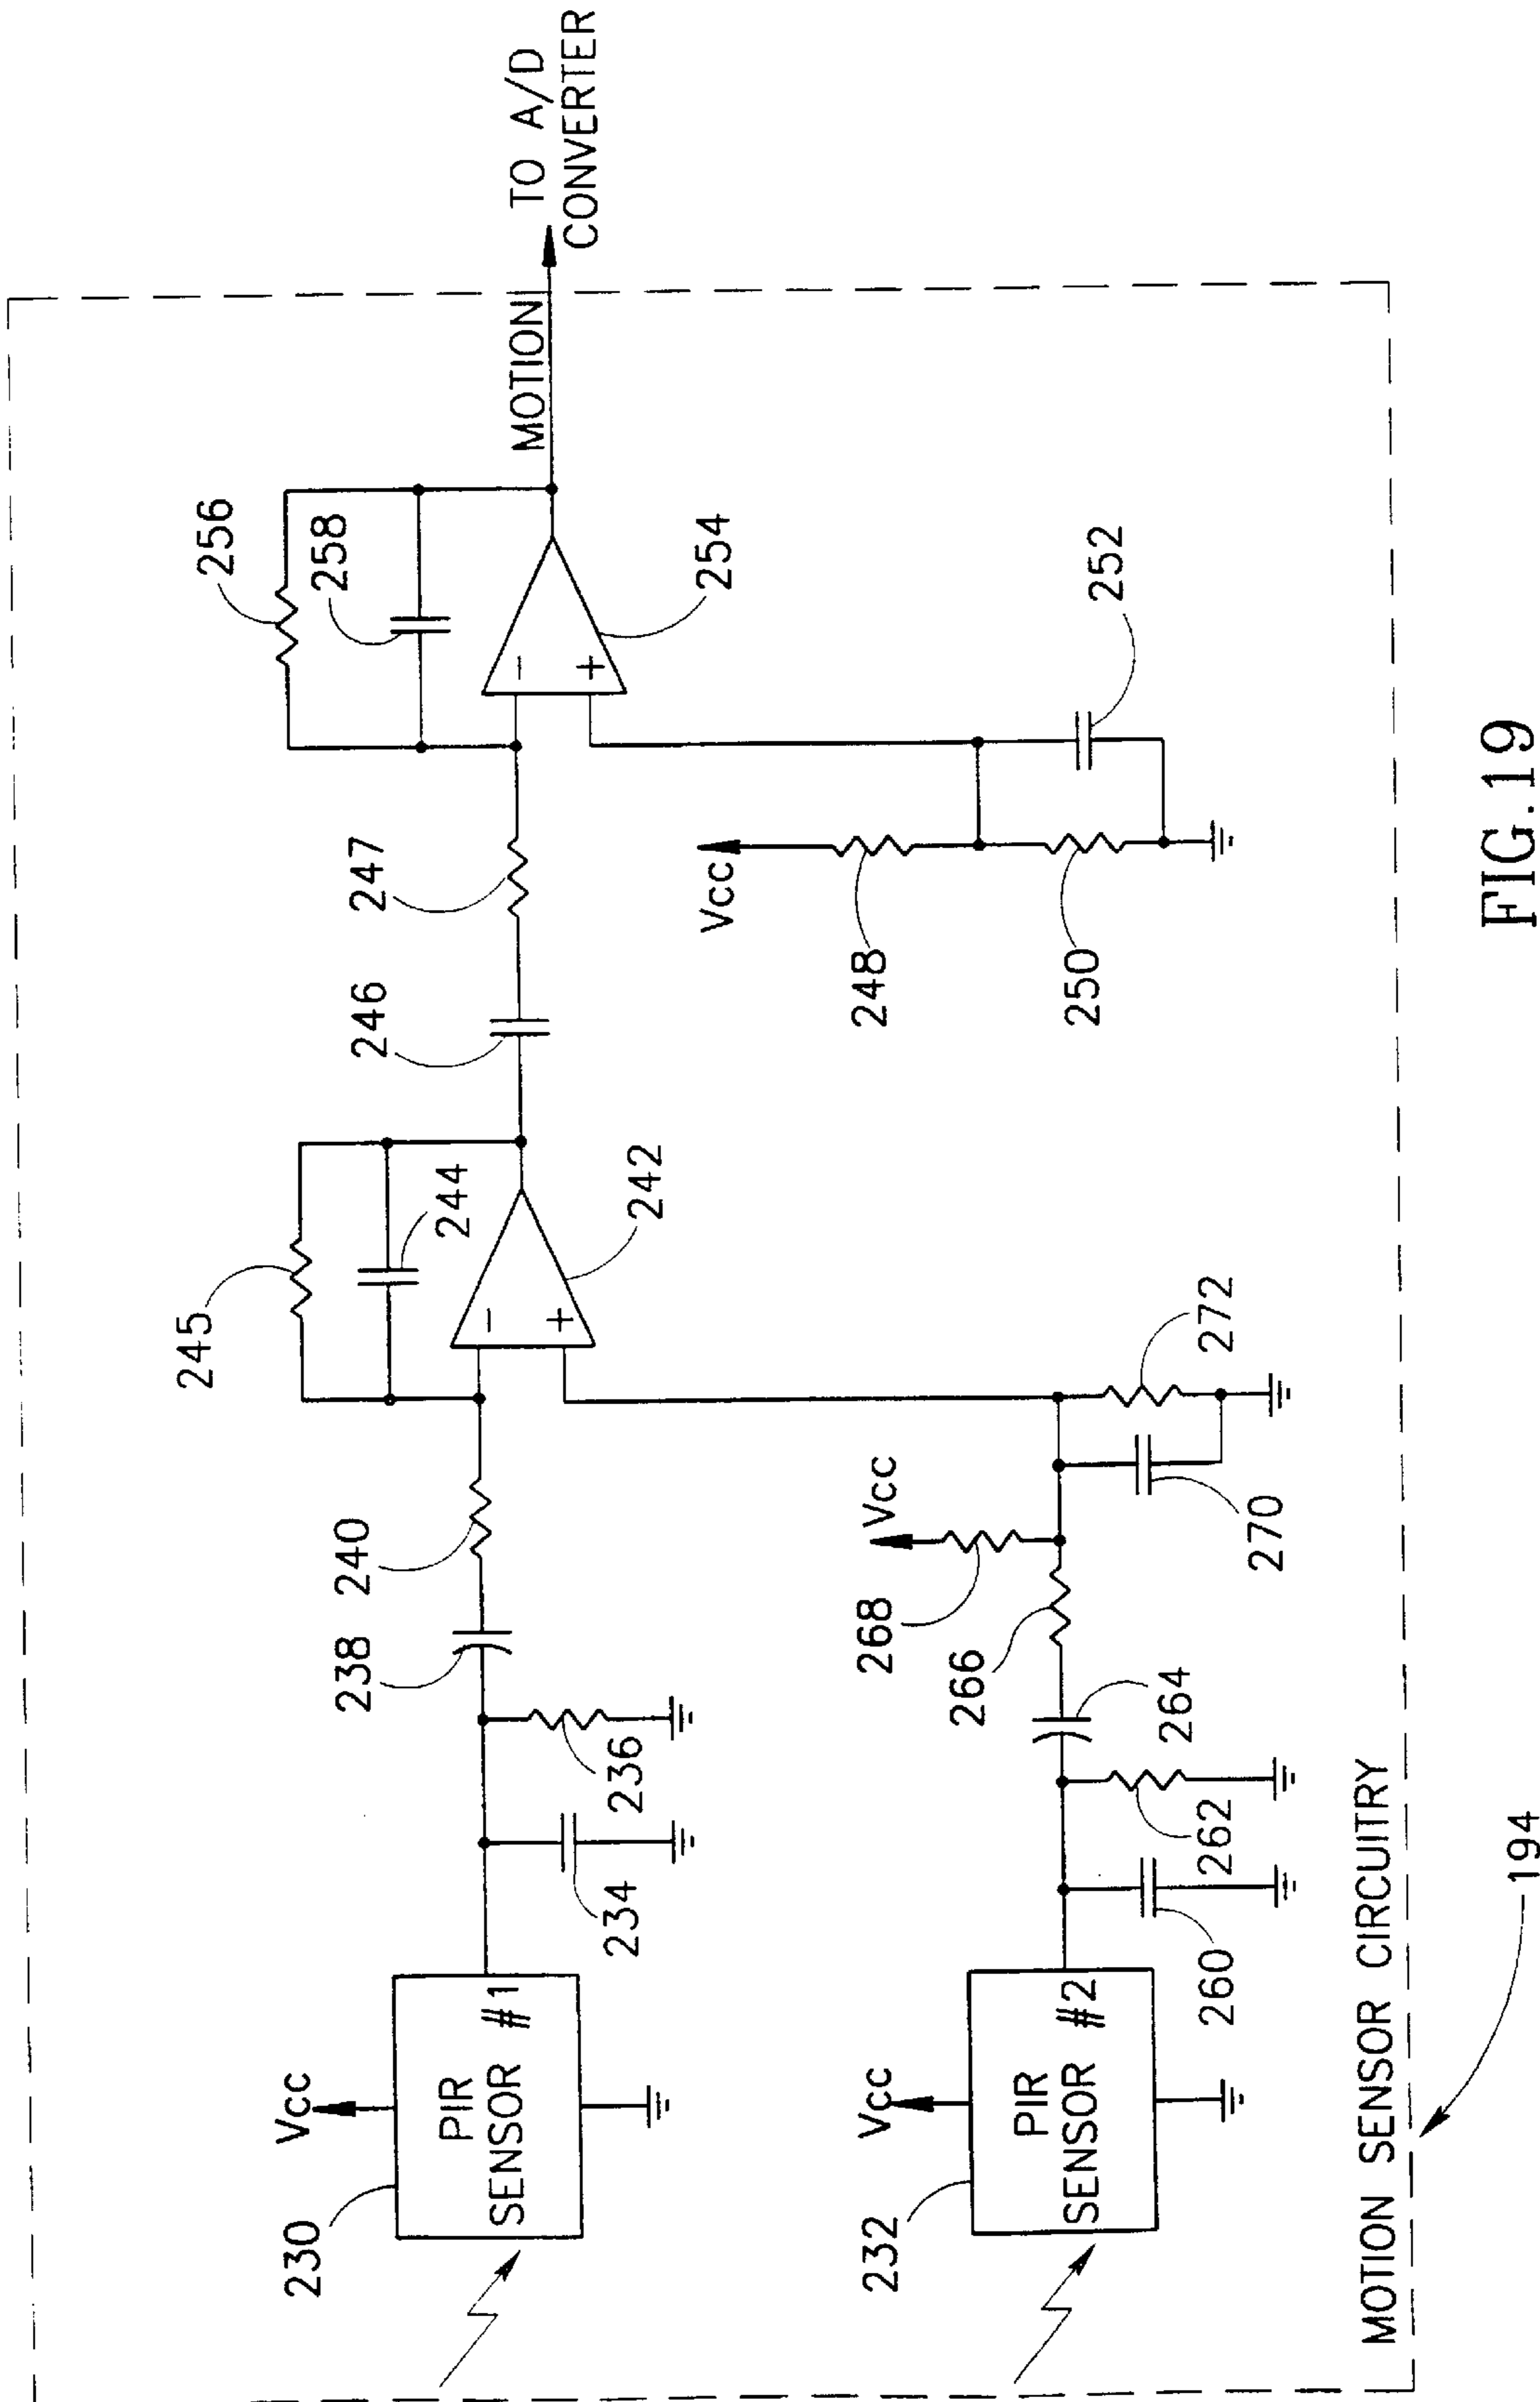 245
244
242
256
258
254
MOTION
TO A/D
CONVERTER
230
Vcc
PIR
SENSOR #1
234
236
238
240
246
247
Vcc
248
250
252
232
Vcc
PIR
SENSOR #2
260
262
264
266
268
Vcc
270
272
MOTION SENSOR CIRCUITRY
194
FIG.19